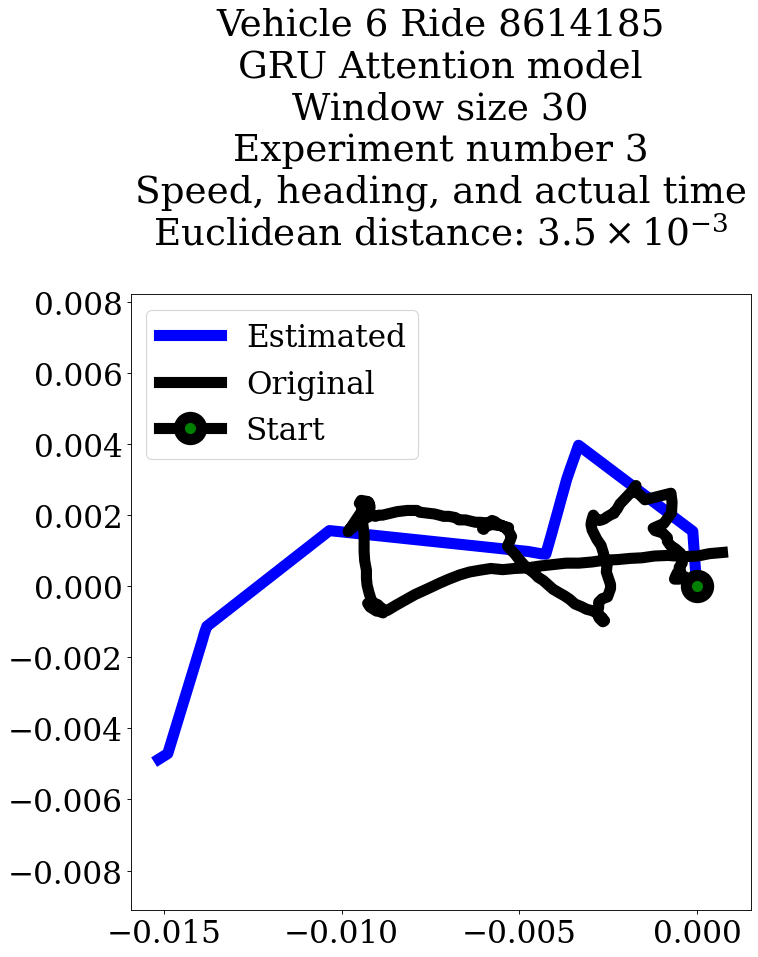 Vehicle 6 Ride 8614185
GRU Attention model
Window size 30
Experiment number 3
Speed, heading, and actual time
Euclidean distance: 3.5 × 10⁻³
Estimated
Original
Start
0.008
0.006
0.004
0.002
0.000
−0.002
−0.004
−0.006
−0.008
−0.015 −0.010 −0.005 0.000